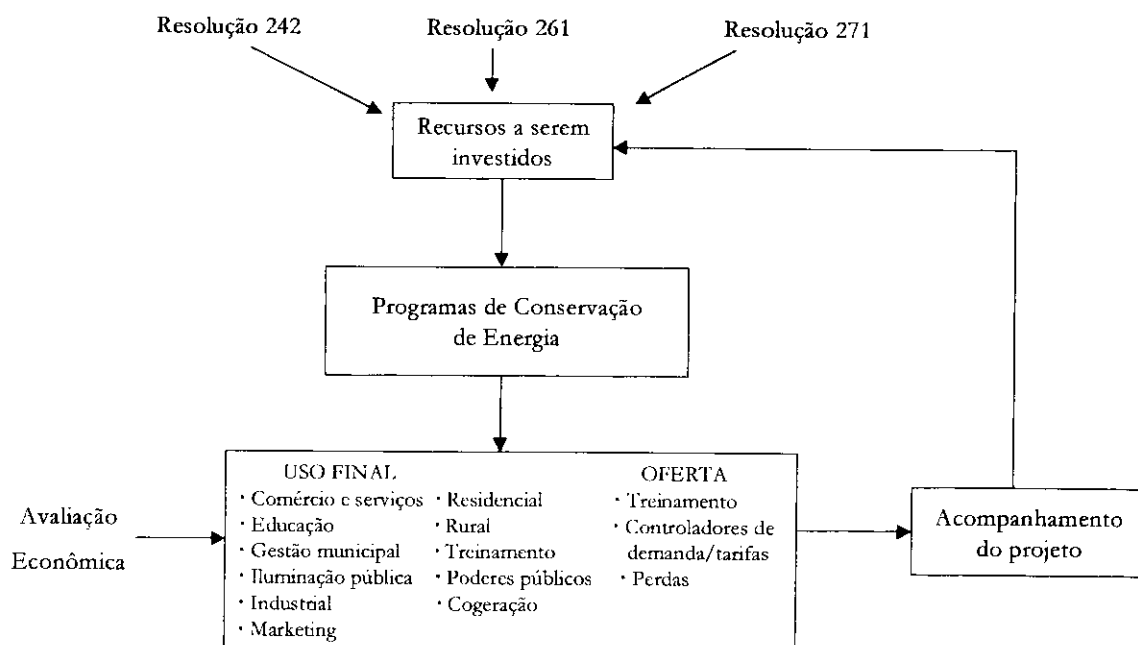 Resolução 242
Resolução 261
Resolução 271
Recursos a serem
investidos
Programas de Conservação
de Energia
Avaliação
Econômica
USO FINAL
· Comércio e serviços
· Educação
· Gestão municipal
· Iluminação pública
· Industrial
· Marketing
· Residencial
· Rural
· Treinamento
· Poderes públicos
· Cogeração
OFERTA
· Treinamento
· Controladores de
demanda/tarifas
· Perdas
Acompanhamento
do projeto